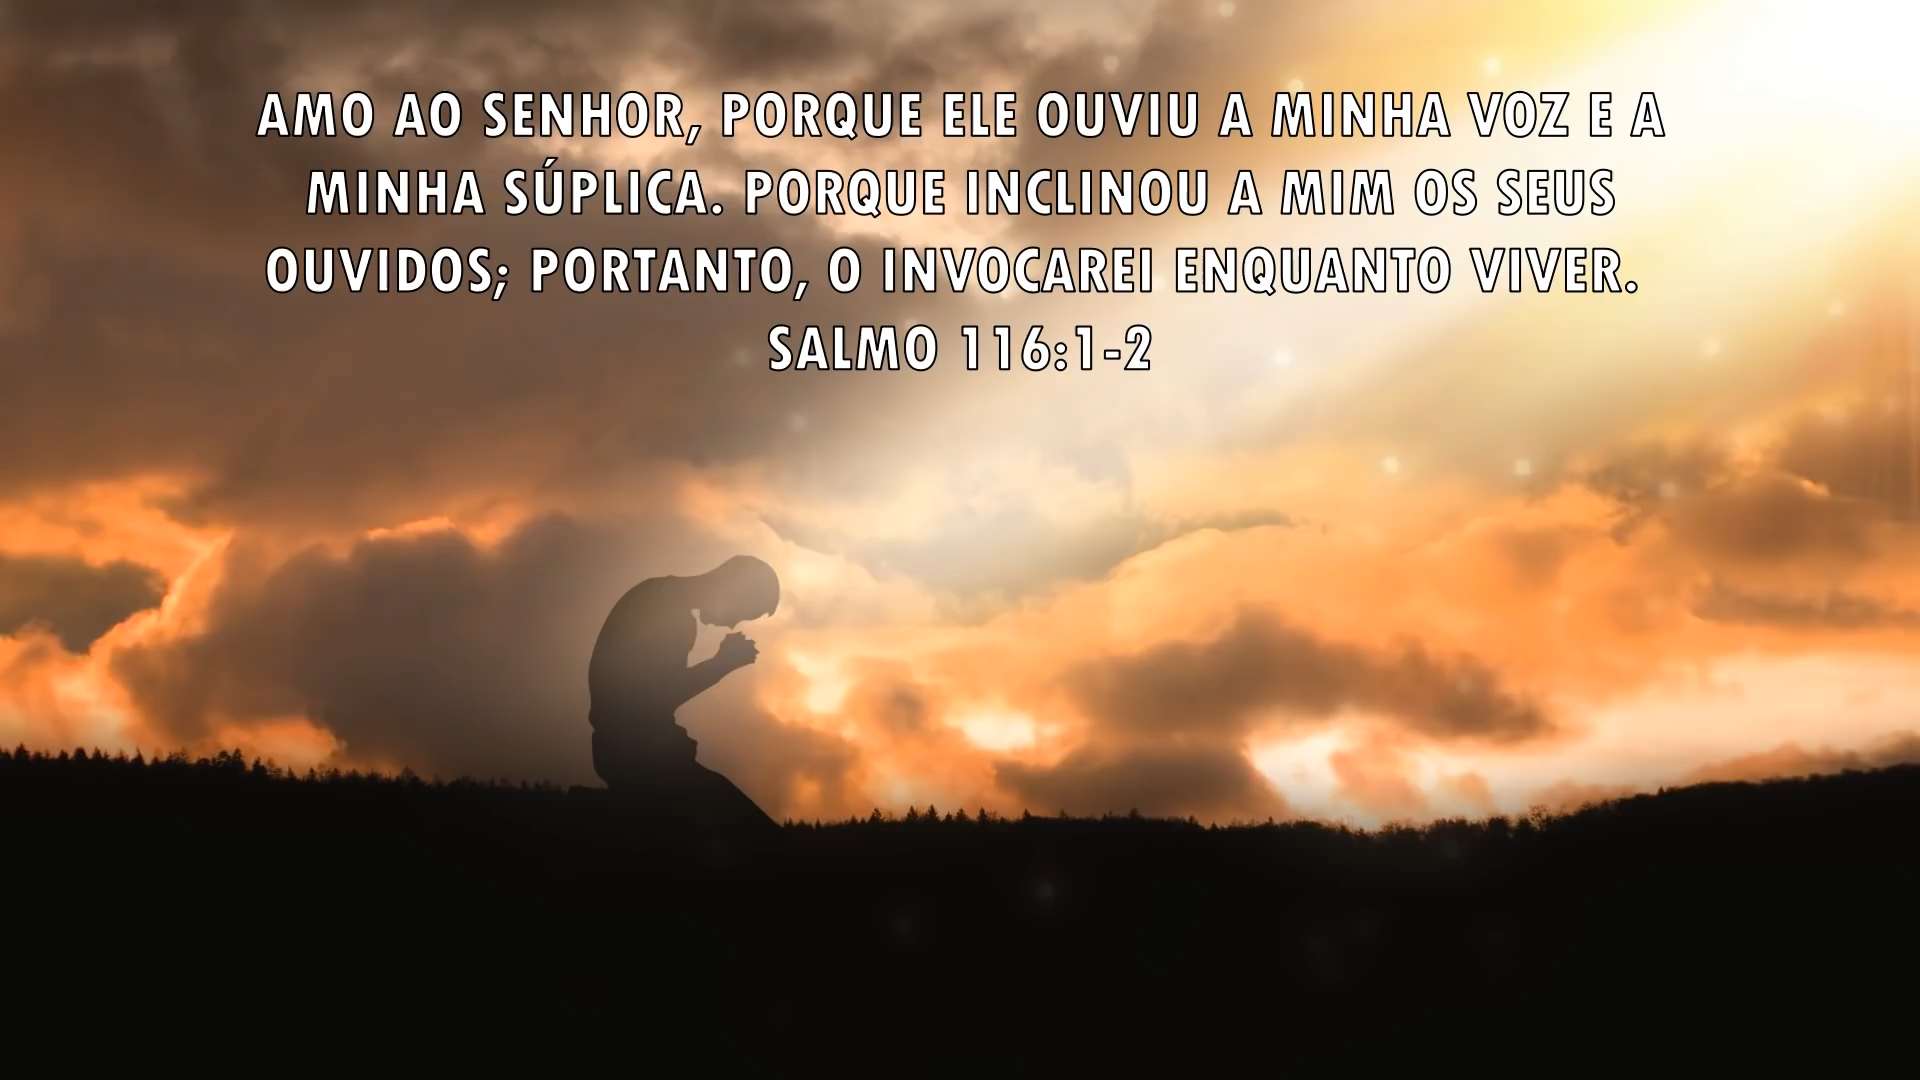 AMO AO SENHOR, PORQUE ELE OUVIU A MINHA VOZ E A
MINHA SÚPLICA. PORQUE INCLINOU A MIM OS SEUS
OUVIDOS; PORTANTO, O INVOCAREI ENQUANTO VIVER.
SALMO 116:1-2